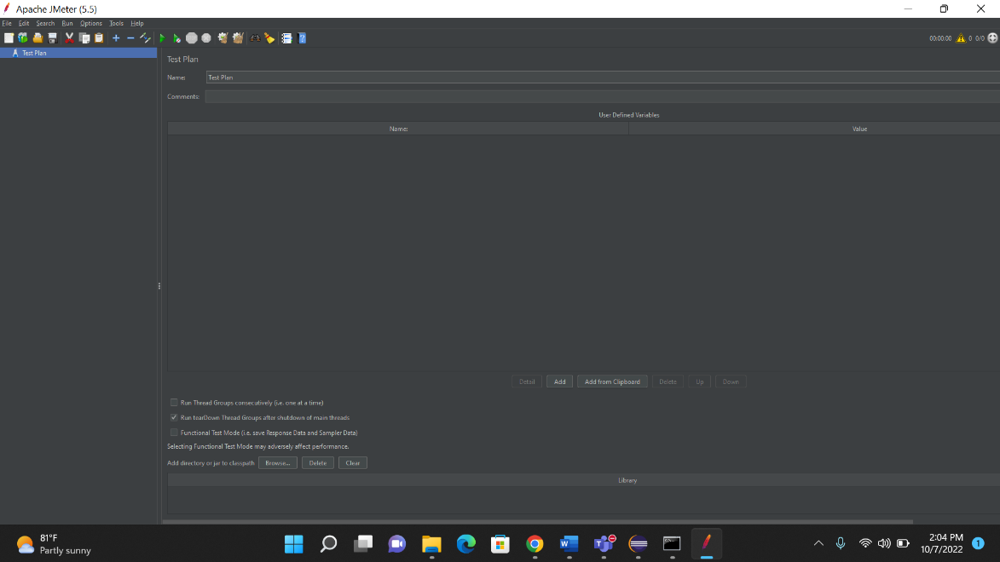 Apache JMeter (5.5)
File Edit Search Run Options Tools Help
00:00:00 0 0/0
Test Plan
Test Plan
Name: Test Plan
Comments:
User Defined Variables
Name: Value
Detail Add Add from Clipboard Delete Up Down
Run Thread Groups consecutively (i.e. one at a time)
Run tearDown Thread Groups after shutdown of main threads
Functional Test Mode (i.e. save Response Data and Sampler Data)
Selecting Functional Test Mode may adversely affect performance.
Add directory or jar to classpath Browse... Delete Clear
Library
81°F
Partly sunny
2:04 PM
10/7/2022
1